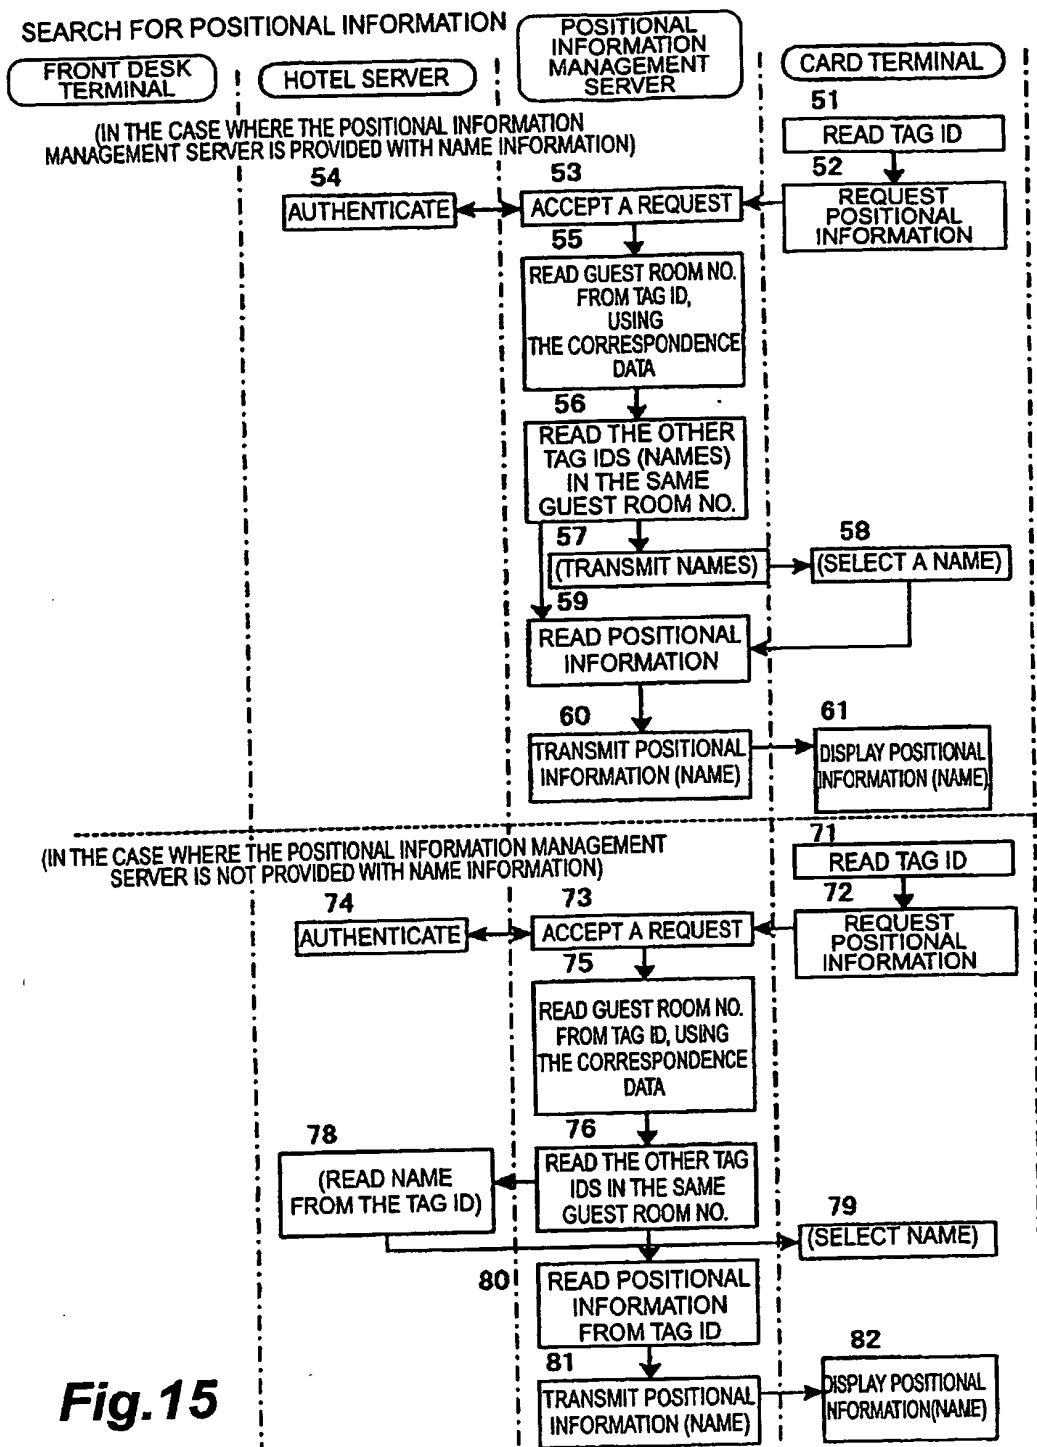 SEARCH FOR POSITIONAL INFORMATION
FRONT DESK
TERMINAL
HOTEL SERVER
POSITIONAL
INFORMATION
MANAGEMENT
SERVER
CARD TERMINAL
(IN THE CASE WHERE THE POSITIONAL INFORMATION
MANAGEMENT SERVER IS PROVIDED WITH NAME INFORMATION)
51
READ TAG ID
52
REQUEST
POSITIONAL
INFORMATION
53
ACCEPT A REQUEST
54
AUTHENTICATE
55
READ GUEST ROOM NO.
FROM TAG ID,
USING
THE CORRESPONDENCE
DATA
56
READ THE OTHER
TAG IDS (NAMES)
IN THE SAME
GUEST ROOM NO.
57
(TRANSMIT NAMES)
58
(SELECT A NAME)
59
READ POSITIONAL
INFORMATION
60
TRANSMIT POSITIONAL
INFORMATION (NAME)
61
DISPLAY POSITIONAL
INFORMATION (NAME)
(IN THE CASE WHERE THE POSITIONAL INFORMATION MANAGEMENT
SERVER IS NOT PROVIDED WITH NAME INFORMATION)
71
READ TAG ID
72
REQUEST
POSITIONAL
INFORMATION
73
ACCEPT A REQUEST
74
AUTHENTICATE
75
READ GUEST ROOM NO.
FROM TAG ID, USING
THE CORRESPONDENCE
DATA
76
READ THE OTHER TAG
IDS IN THE SAME
GUEST ROOM NO.
78
(READ NAME
FROM THE TAG ID)
79
(SELECT NAME)
80
READ POSITIONAL
INFORMATION
FROM TAG ID
81
TRANSMIT POSITIONAL
INFORMATION (NAME)
82
DISPLAY POSITIONAL
INFORMATION(NAME)
Fig.15